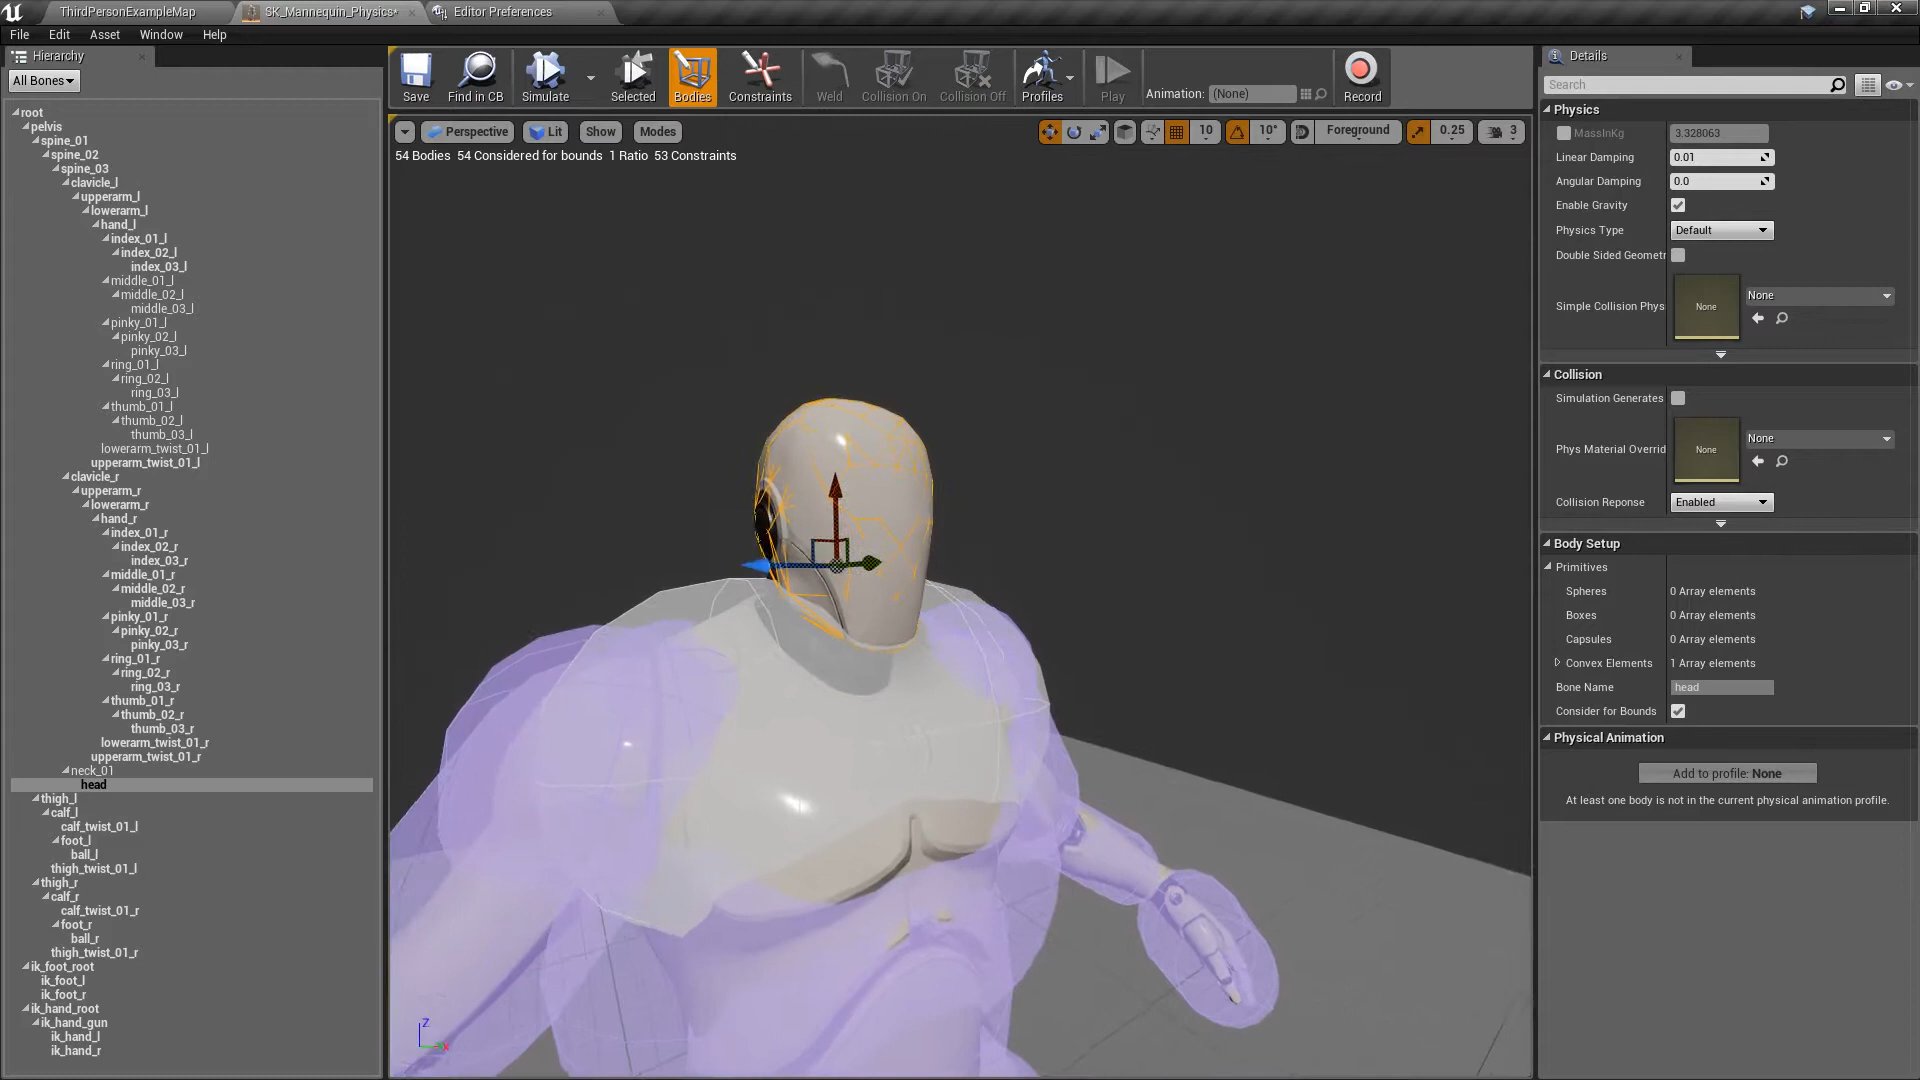 ThirdPersonExampleMap
SK_Mannequin_Physics*
Editor Preferences
File Edit Asset Window Help
Hierarchy
All Bones
root
pelvis
spine_01
spine_02
spine_03
clavicle_l
upperarm_l
lowerarm_l
hand_l
index_01_l
index_02_l
index_03_l
middle_01_l
middle_02_l
middle_03_l
pinky_01_l
pinky_02_l
pinky_03_l
ring_01_l
ring_02_l
ring_03_l
thumb_01_l
thumb_02_l
thumb_03_l
lowerarm_twist_01_l
upperarm_twist_01_l
clavicle_r
upperarm_r
lowerarm_r
hand_r
index_01_r
index_02_r
index_03_r
middle_01_r
middle_02_r
middle_03_r
pinky_01_r
pinky_02_r
pinky_03_r
ring_01_r
ring_02_r
ring_03_r
thumb_01_r
thumb_02_r
thumb_03_r
lowerarm_twist_01_r
upperarm_twist_01_r
neck_01
head
thigh_l
calf_l
calf_twist_01_l
foot_l
ball_l
thigh_twist_01_l
thigh_r
calf_r
calf_twist_01_r
foot_r
ball_r
thigh_twist_01_r
ik_foot_root
ik_foot_l
ik_foot_r
ik_hand_root
ik_hand_gun
ik_hand_l
ik_hand_r
Save Find in CB Simulate Selected Bodies Constraints Weld Collision On Collision Off Profiles Play Animation: (None) Record
Perspective Lit Show Modes 10 10° Foreground 0.25 3
54 Bodies 54 Considered for bounds 1 Ratio 53 Constraints
Z
x
Details
Search
Physics
MassInKg 3.328063
Linear Damping 0.01
Angular Damping 0.0
Enable Gravity
Physics Type Default
Double Sided Geometr
Simple Collision Phys None None
Collision
Simulation Generates
Phys Material Overrid None None
Collision Reponse Enabled
Body Setup
Primitives
Spheres 0 Array elements
Boxes 0 Array elements
Capsules 0 Array elements
Convex Elements 1 Array elements
Bone Name head
Consider for Bounds
Physical Animation
Add to profile: None
At least one body is not in the current physical animation profile.